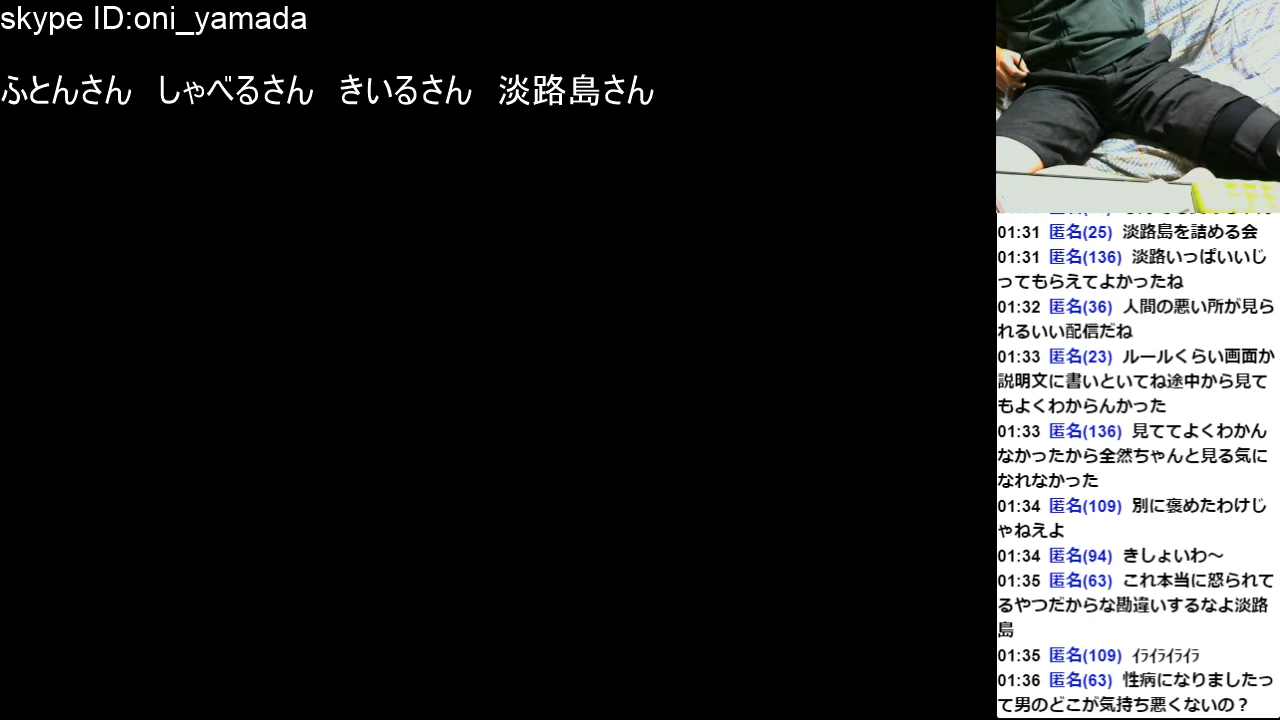 skype ID:oni_yamada
ふとんさん　しゃべるさん　きいるさん　淡路島さん
01:31 匿名(25) 淡路島を詰める会
01:31 匿名(136) 淡路いっぱいいじ
ってもらえてよかったね
01:32 匿名(36) 人間の悪い所が見ら
れるいい配信だね
01:33 匿名(23) ルールくらい画面か
説明文に書いといてね途中から見て
もよくわからんかった
01:33 匿名(136) 見ててよくわかん
なかったから全然ちゃんと見る気に
なれなかった
01:34 匿名(109) 別に褒めたわけじ
ゃねえよ
01:34 匿名(94) きしょいわ～
01:35 匿名(63) これ本当に怒られて
るやつだからな勘違いするなよ淡路
島
01:35 匿名(109) ｲﾗｲﾗｲﾗｲﾗ
01:36 匿名(63) 性病になりましたっ
て男のどこが気持ち悪くないの？